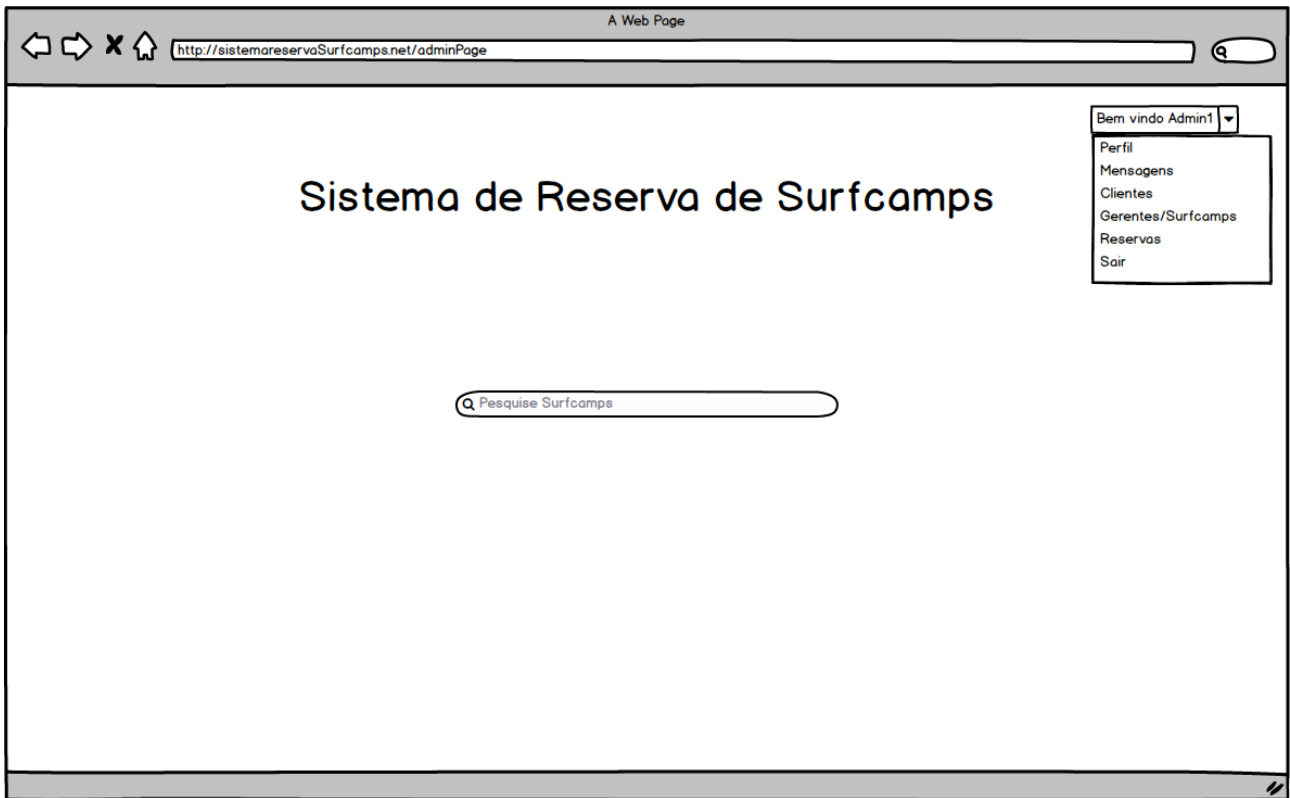 A Web Page
http://sistemareservaSurfcamps.net/adminPage
Bem vindo Admin1
Perfil
Mensagens
Clientes
Gerentes/Surfcamps
Reservas
Sair
Sistema de Reserva de Surfcamps
Pesquise Surfcamps